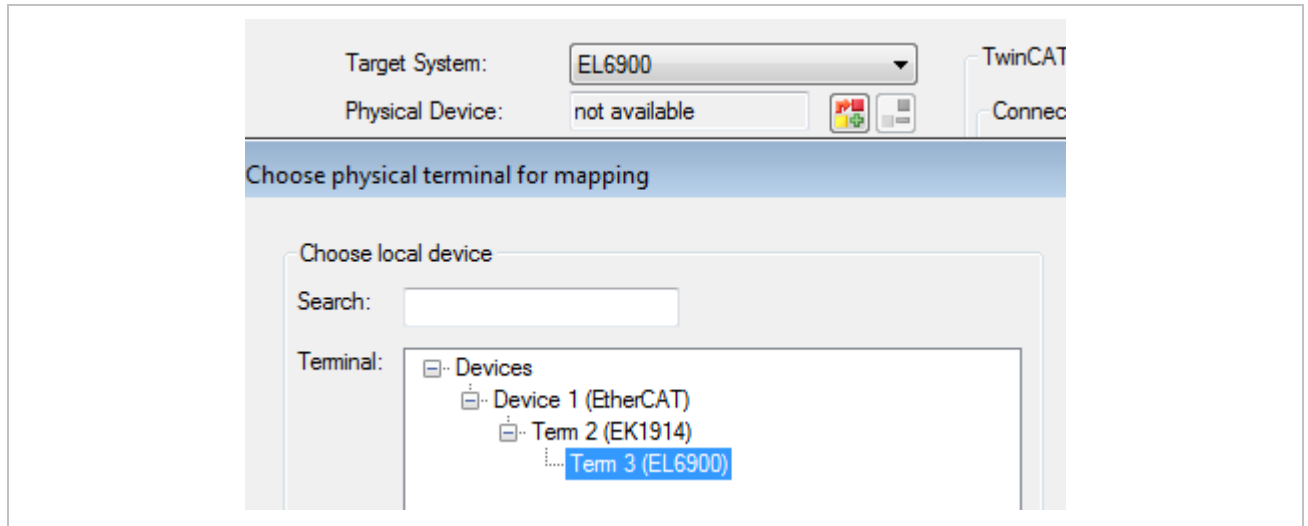 Target System: EL6900 TwinCAT
Physical Device: not available Connec
Choose physical terminal for mapping
Choose local device
Search:
Terminal: Devices
Device 1 (EtherCAT)
Term 2 (EK1914)
Term 3 (EL6900)